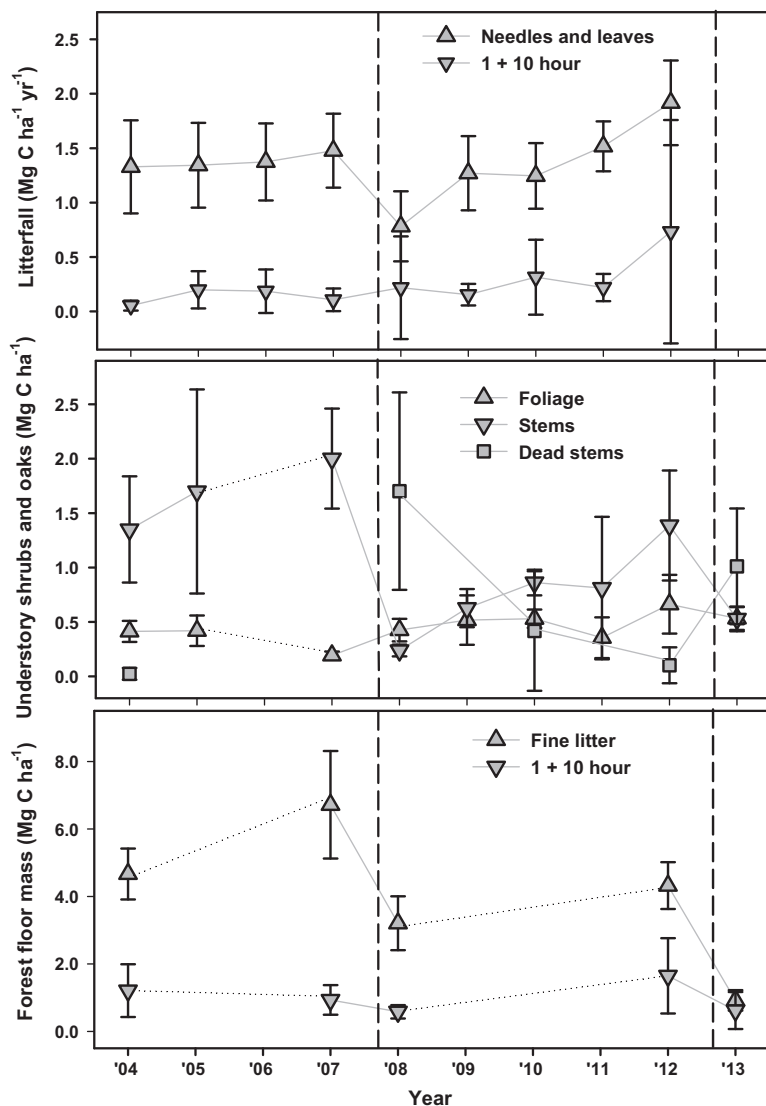 Litterfall (Mg C ha⁻¹ yr⁻¹)
2.5
2.0
1.5
1.0
0.5
0.0
Needles and leaves
1 + 10 hour
Understory shrubs and oaks (Mg C ha⁻¹)
2.5
2.0
1.5
1.0
0.5
0.0
Foliage
Stems
Dead stems
Forest floor mass (Mg C ha⁻¹)
8.0
6.0
4.0
2.0
0.0
Fine litter
1 + 10 hour
'04 '05 '06 '07 '08 '09 '10 '11 '12 '13
Year